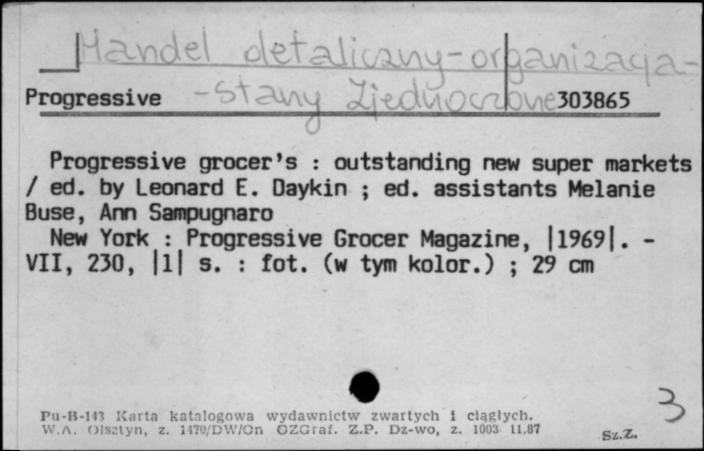 Handel detaliczny - organizacja -
Progressive - Stany Zjednoczone 303865
Progressive grocer's : outstanding new super markets
/ ed. by Leonard E. Daykin ; ed. assistants Melanie
Buse, Ann Sampugnaro
New York : Progressive Grocer Magazine, |1969|. -
VII, 230, |1| s. : fot. (w tym kolor.) ; 29 cm
3
Pu-B-143 Karta katalogowa wydawnictw zwartych i ciągłych.
W.A. Olsztyn, z. 1470/DW/On OZGraf. Z.P. Dz-wo, z. 1003 11.87
Sz.Z.